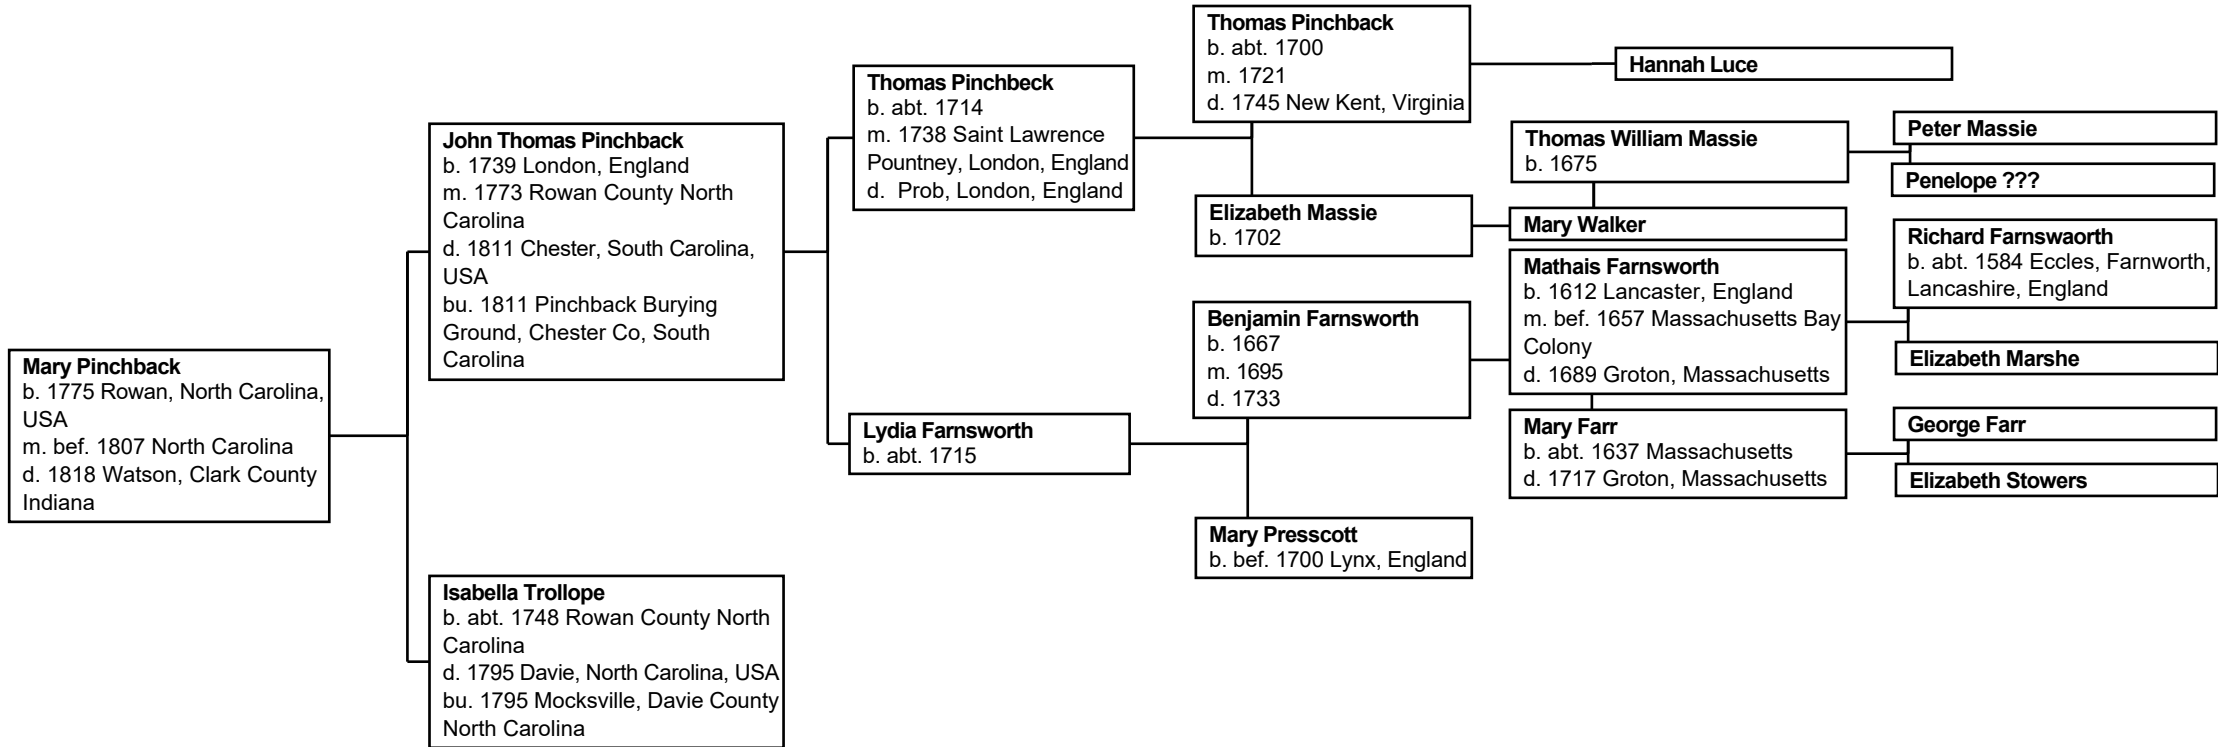 Mary Pinchback
b. 1775 Rowan, North Carolina,
USA
m. bef. 1807 North Carolina
d. 1818 Watson, Clark County
Indiana
John Thomas Pinchback
b. 1739 London, England
m. 1773 Rowan County North
Carolina
d. 1811 Chester, South Carolina,
USA
bu. 1811 Pinchback Burying
Ground, Chester Co, South
Carolina
Isabella Trollope
b. abt. 1748 Rowan County North
Carolina
d. 1795 Davie, North Carolina, USA
bu. 1795 Mocksville, Davie County
North Carolina
Thomas Pinchbeck
b. abt. 1714
m. 1738 Saint Lawrence
Pountney, London, England
d. Prob, London, England
Lydia Farnsworth
b. abt. 1715
Thomas Pinchback
b. abt. 1700
m. 1721
d. 1745 New Kent, Virginia
Elizabeth Massie
b. 1702
Benjamin Farnsworth
b. 1667
m. 1695
d. 1733
Mary Presscott
b. bef. 1700 Lynx, England
Hannah Luce
Thomas William Massie
b. 1675
Mary Walker
Mathais Farnsworth
b. 1612 Lancaster, England
m. bef. 1657 Massachusetts Bay
Colony
d. 1689 Groton, Massachusetts
Mary Farr
b. abt. 1637 Massachusetts
d. 1717 Groton, Massachusetts
Peter Massie
Penelope ???
Richard Farnswaorth
b. abt. 1584 Eccles, Farnworth,
Lancashire, England
Elizabeth Marshe
George Farr
Elizabeth Stowers